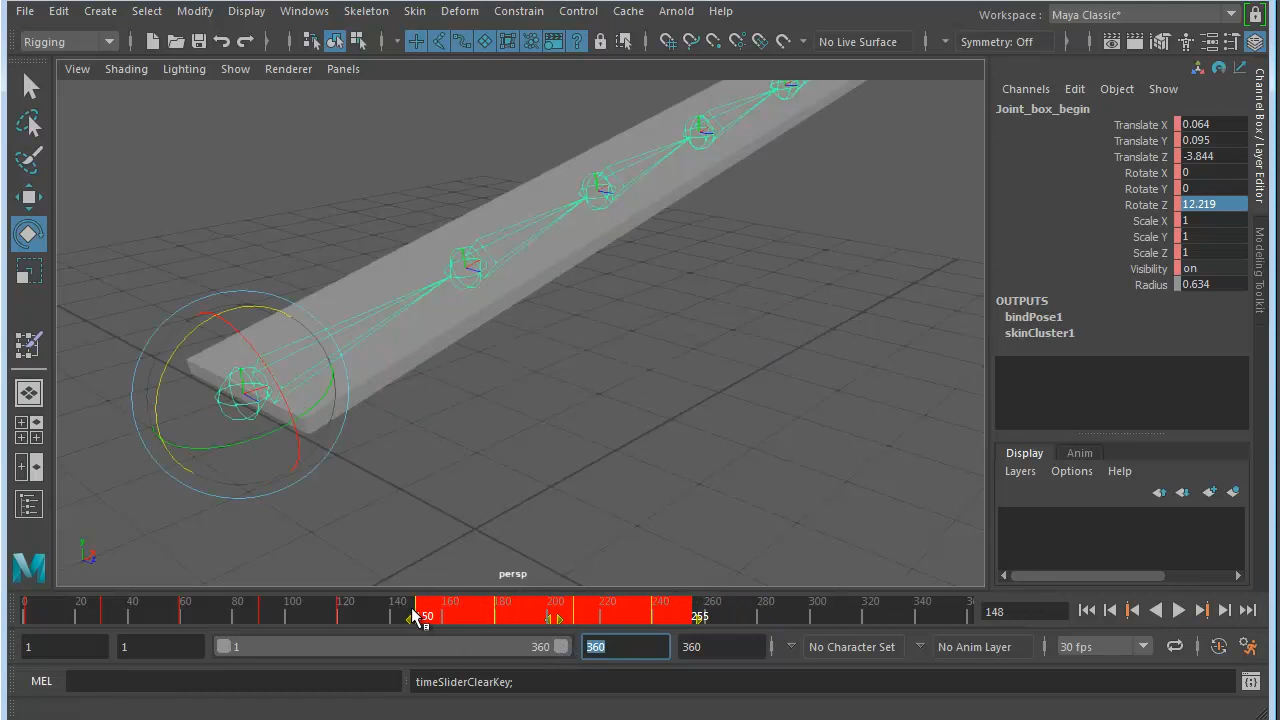 File Edit Create Select Modify Display Windows Skeleton Skin Deform Constrain Control Cache Arnold Help
Workspace : Maya Classic*
Rigging No Live Surface Symmetry: Off
View Shading Lighting Show Renderer Panels
Channels Edit Object Show
Joint_box_begin
Translate X 0.064
Translate Y 0.095
Translate Z -3.844
Rotate X 0
Rotate Y 0
Rotate Z 12.219
Scale X 1
Scale Y 1
Scale Z 1
Visibility on
Radius 0.634
OUTPUTS
bindPose1
skinCluster1
Channel Box / Layer Editor
Modeling Toolkit
Display Anim
Layers Options Help
y
persp
0 20 40 60 80 100 120 140 160 180 200 220 240 260 280 300 320 340
255
148
1 1 1 360 360 360 No Character Set No Anim Layer 30 fps
MEL timeSliderClearKey;